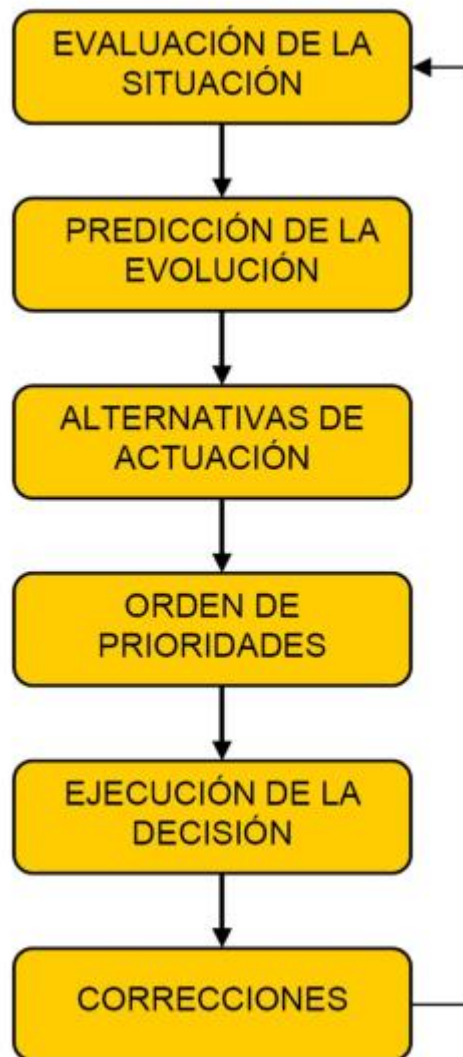 EVALUACIÓN DE LA
SITUACIÓN
PREDICCIÓN DE LA
EVOLUCIÓN
ALTERNATIVAS DE
ACTUACIÓN
ORDEN DE
PRIORIDADES
EJECUCIÓN DE LA
DECISIÓN
CORRECCIONES